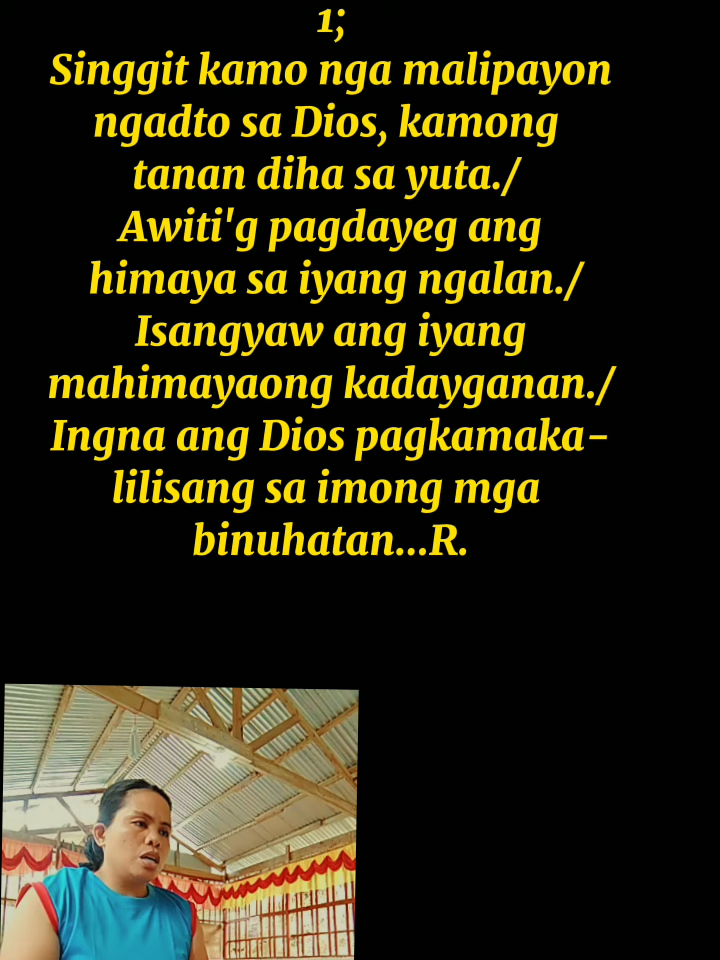 1;
Singgit kamo nga malipayon
ngadto sa Dios, kamong
tanan diha sa yuta./
Awiti'g pagdayeg ang
himaya sa iyang ngalan./
Isangyaw ang iyang
mahimayaong kadayganan./
Ingna ang Dios pagkamaka-
lilisang sa imong mga
binuhatan...R.